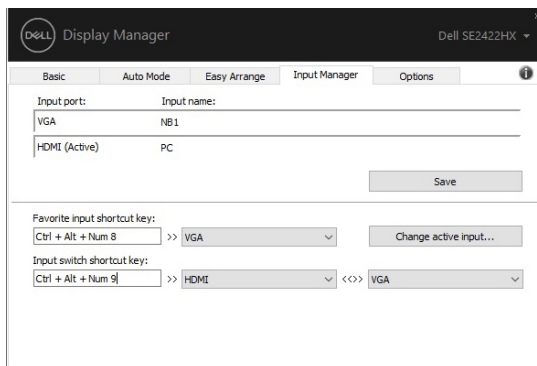 DELL Display Manager Dell SE2422HX
Basic Auto Mode Easy Arrange Input Manager Options
Input port: Input name:
VGA NB1
HDMI (Active) PC
Save
Favorite input shortcut key:
Ctrl + Alt + Num 8 >> VGA Change active input...
Input switch shortcut key:
Ctrl + Alt + Num 9 >> HDMI <<>> VGA